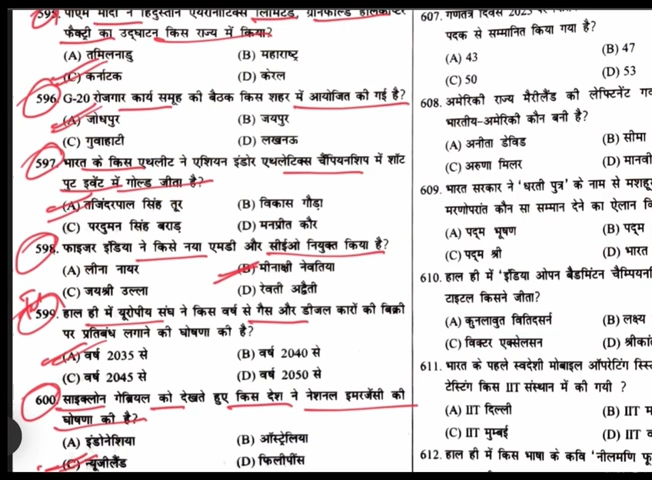 595. पीएम मोदी ने हिंदुस्तान एयरोनॉटिक्स लिमिटेड, ग्रीनफील्ड हेलिकॉप्टर
फैक्ट्री का उद्घाटन किस राज्य में किया?
(A) तमिलनाडु (B) महाराष्ट्र
(C) कर्नाटक (D) केरल
596. G-20 रोजगार कार्य समूह की बैठक किस शहर में आयोजित की गई है?
(A) जोधपुर (B) जयपुर
(C) गुवाहाटी (D) लखनऊ
597. भारत के किस एथलीट ने एशियन इंडोर एथलेटिक्स चैंपियनशिप में शॉट
पुट इवेंट में गोल्ड जीता है?
(A) तजिंदरपाल सिंह तूर (B) विकास गौड़ा
(C) परदुमन सिंह बराड़ (D) मनप्रीत कौर
598. फाइजर इंडिया ने किसे नया एमडी और सीईओ नियुक्त किया है?
(A) लीना नायर (B) मीनाक्षी नेवतिया
(C) जयश्री उल्ला (D) रेवती अद्वैती
599. हाल ही में यूरोपीय संघ ने किस वर्ष से गैस और डीजल कारों की बिक्री
पर प्रतिबंध लगाने की घोषणा की है?
(A) वर्ष 2035 से (B) वर्ष 2040 से
(C) वर्ष 2045 से (D) वर्ष 2050 से
600. साइक्लोन गेब्रियल को देखते हुए किस देश ने नेशनल इमरजेंसी की
घोषणा की है?
(A) इंडोनेशिया (B) ऑस्ट्रेलिया
(C) न्यूजीलैंड (D) फिलीपींस
607. गणतंत्र दिवस 2023
पदक से सम्मानित किया गया है?
(A) 43 (B) 47
(C) 50 (D) 53
608. अमेरिकी राज्य मैरीलैंड की लेफ्टिनेंट
भारतीय-अमेरिकी कौन बनी है?
(A) अनीता डेविड (B) सीमा
(C) अरुणा मिलर (D) मानवी
609. भारत सरकार ने 'धरती पुत्र' के नाम से
मरणोपरांत कौन सा सम्मान देने का ऐलान
(A) पद्म भूषण (B) पद्म
(C) पद्म श्री (D) भारत
610. हाल ही में 'इंडिया ओपन बैडमिंटन
टाइटल किसने जीता?
(A) कुनलावुत वितिदसर्न (B) लक्ष्य
(C) विक्टर एक्सेलसन (D)
611. भारत के पहले स्वदेशी मोबाइल ऑपरेटिंग
टेस्टिंग किस IIT संस्थान में की गयी ?
(A) IIT दिल्ली (B) IIT
(C) IIT मुम्बई (D) IIT
612. हाल ही में किस भाषा के कवि 'नीलमणि